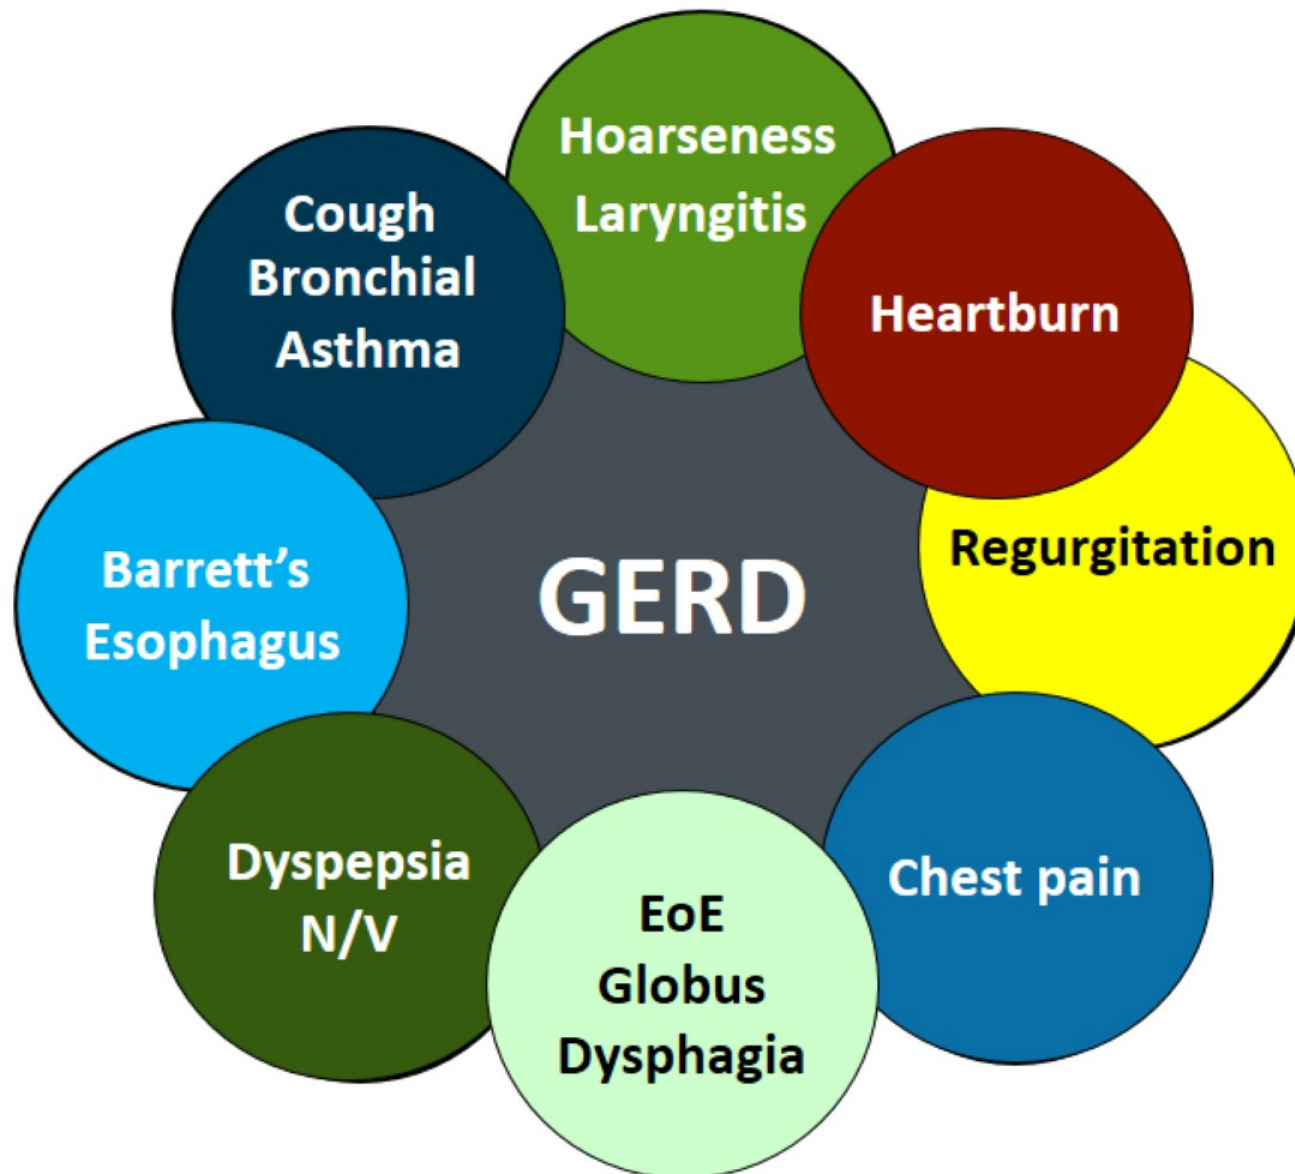 Hoarseness
Laryngitis
Heartburn
Regurgitation
Chest pain
EoE
Globus
Dysphagia
Dyspepsia
N/V
Barrett’s
Esophagus
Cough
Bronchial
Asthma
GERD